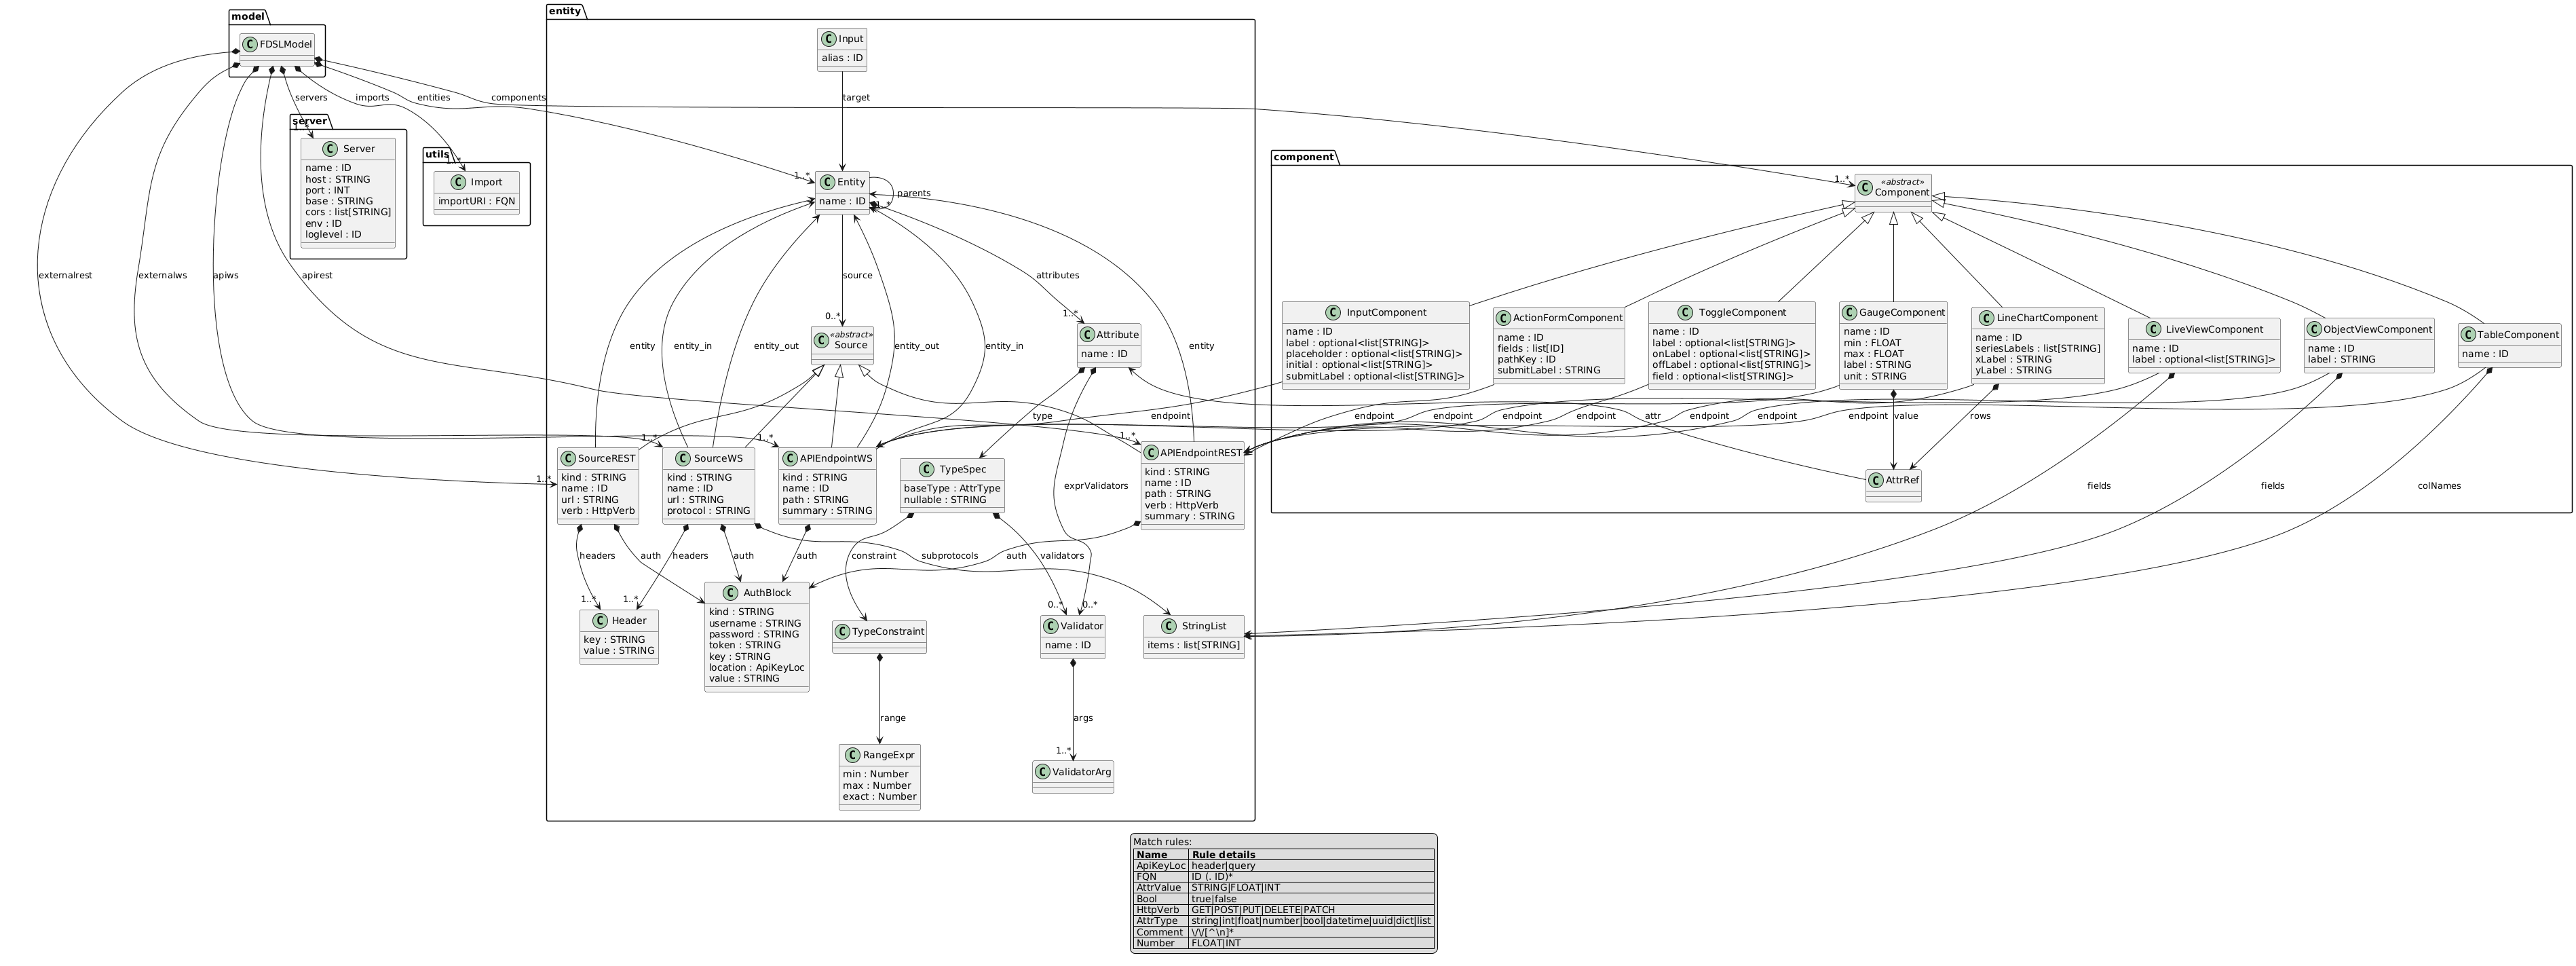 model
FDSLModel
entity
Input
alias : ID
target
servers
imports
entities
components
server
1..*
Server
name : ID
host : STRING
port : INT
base : STRING
cors : list[STRING]
env : ID
loglevel : ID
utils
1..*
Import
importURI : FQN
1..*
Entity
name : ID
parents
1..*
component
1..*
«abstract»
Component
externalrest
externalws
apiws
apirest
entity
entity_in
entity_out
source
entity_out
entity_in
attributes
entity
0..*
«abstract»
Source
1..*
Attribute
name : ID
InputComponent
name : ID
label : optional<list[STRING]>
placeholder : optional<list[STRING]>
initial : optional<list[STRING]>
submitLabel : optional<list[STRING]>
ActionFormComponent
name : ID
fields : list[ID]
pathKey : ID
submitLabel : STRING
ToggleComponent
name : ID
label : optional<list[STRING]>
onLabel : optional<list[STRING]>
offLabel : optional<list[STRING]>
field : optional<list[STRING]>
GaugeComponent
name : ID
min : FLOAT
max : FLOAT
label : STRING
unit : STRING
LineChartComponent
name : ID
seriesLabels : list[STRING]
xLabel : STRING
yLabel : STRING
LiveViewComponent
name : ID
label : optional<list[STRING]>
ObjectViewComponent
name : ID
label : STRING
TableComponent
name : ID
type
endpoint
endpoint
endpoint
endpoint
endpoint
attr
endpoint
endpoint
endpoint
value
rows
1..*
SourceREST
kind : STRING
name : ID
url : STRING
verb : HttpVerb
1..*
SourceWS
kind : STRING
name : ID
url : STRING
protocol : STRING
1..*
APIEndpointWS
kind : STRING
name : ID
path : STRING
summary : STRING
TypeSpec
baseType : AttrType
nullable : STRING
exprValidators
1..*
APIEndpointREST
kind : STRING
name : ID
path : STRING
verb : HttpVerb
summary : STRING
AttrRef
fields
fields
colNames
headers
auth
headers
auth
auth
constraint
subprotocols
auth
validators
1..*
Header
key : STRING
value : STRING
1..*
AuthBlock
kind : STRING
username : STRING
password : STRING
token : STRING
key : STRING
location : ApiKeyLoc
value : STRING
TypeConstraint
0..*
0..*
Validator
name : ID
StringList
items : list[STRING]
range
args
RangeExpr
min : Number
max : Number
exact : Number
1..*
ValidatorArg
Match rules:
Name Rule details
ApiKeyLoc header|query
FQN ID (. ID)*
AttrValue STRING|FLOAT|INT
Bool true|false
HttpVerb GET|POST|PUT|DELETE|PATCH
AttrType string|int|float|number|bool|datetime|uuid|dict|list
Comment \/\/[^\n]*
Number FLOAT|INT